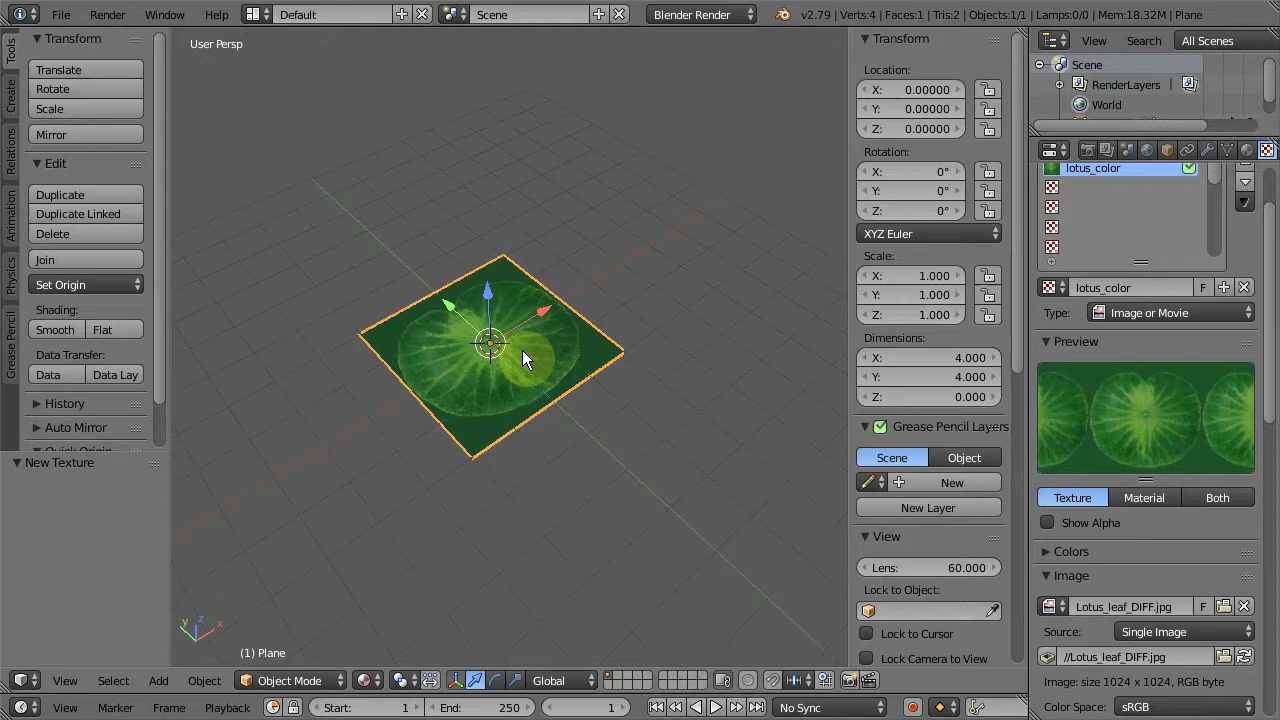 File Render Window Help Default Scene Blender Render v2.79 | Verts:4 | Faces:1 | Tris:2 | Objects:1/1 | Lamps:0/0 | Mem:18.32M | Plane
Tools
Create
Relations
Animation
Physics
Grease Pencil
Transform
Translate
Rotate
Scale
Mirror
Edit
Duplicate
Duplicate Linked
Delete
Join
Set Origin
Shading:
Smooth Flat
Data Transfer:
Data Data Lay
History
Auto Mirror
New Texture
User Persp
y z x
(1) Plane
Transform
Location:
X: 0.00000
Y: 0.00000
Z: 0.00000
Rotation:
X: 0°
Y: 0°
Z: 0°
XYZ Euler
Scale:
X: 1.000
Y: 1.000
Z: 1.000
Dimensions:
X: 4.000
Y: 4.000
Z: 0.000
Grease Pencil Layers
Scene Object
New
New Layer
View
Lens: 60.000
Lock to Object:
Lock to Cursor
Lock Camera to View
View Search All Scenes
Scene
RenderLayers |
World
lotus_color
lotus_color F
Type: Image or Movie
Preview
Texture Material Both
Show Alpha
Colors
Image
Lotus_leaf_DIFF.jpg F
Source: Single Image
//Lotus_leaf_DIFF.jpg
Image: size 1024 x 1024, RGB byte
Color Space: sRGB
View Select Add Object Object Mode Global
View Marker Frame Playback Start: 1 End: 250 1 No Sync